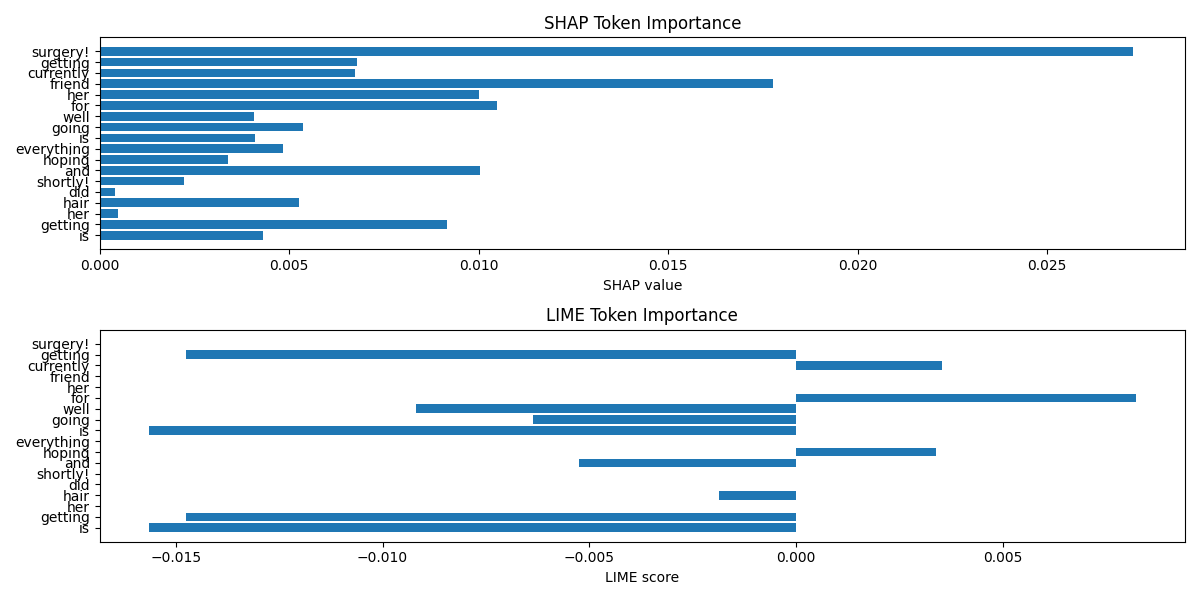 SHAP Token Importance
surgery!
getting
currently
friend
her
for
well
going
is
everything
hoping
and
shortly!
did
hair
her
getting
is
0.000 0.005 0.010 0.015 0.020 0.025
SHAP value
LIME Token Importance
surgery!
getting
currently
friend
her
for
well
going
is
everything
hoping
and
shortly!
did
hair
her
getting
is
−0.015 −0.010 −0.005 0.000 0.005
LIME score